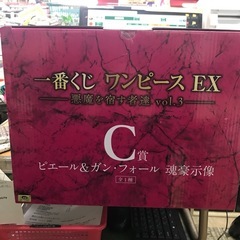 一番くじ ワンピース EX
悪魔を宿す者達 vol.3
C賞
ピエール&ガン・フォール 魂豪示像
全1種